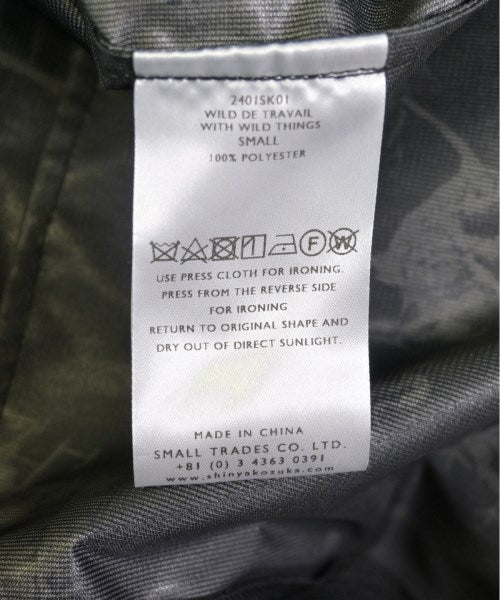 2401SK01
WILD DE TRAVAIL
WITH WILD THINGS
SMALL
100% POLYESTER
F W
USE PRESS CLOTH FOR IRONING.
PRESS FROM THE REVERSE SIDE
FOR IRONING
RETURN TO ORIGINAL SHAPE AND
DRY OUT OF DIRECT SUNLIGHT.
MADE IN CHINA
SMALL TRADES CO. LTD.
+81 (0) 3 4363 0391
www.shinyakozuka.com